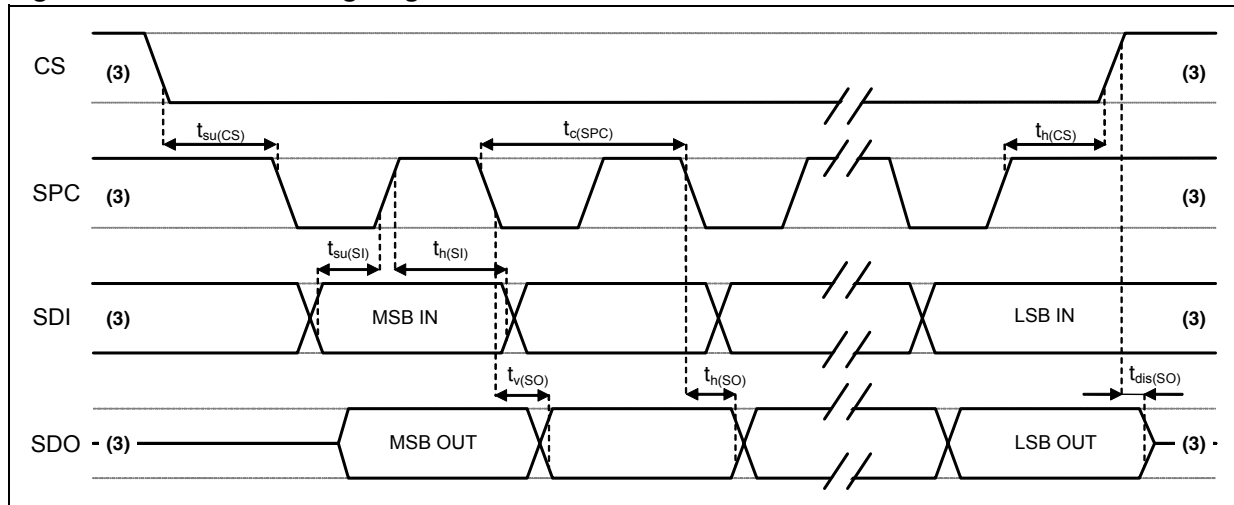 CS (3) (3)
t_su(CS) t_c(SPC) t_h(CS)
SPC (3) (3)
t_su(SI) t_h(SI)
SDI (3) MSB IN LSB IN (3)
t_v(SO) t_h(SO) t_dis(SO)
SDO (3) MSB OUT LSB OUT (3)